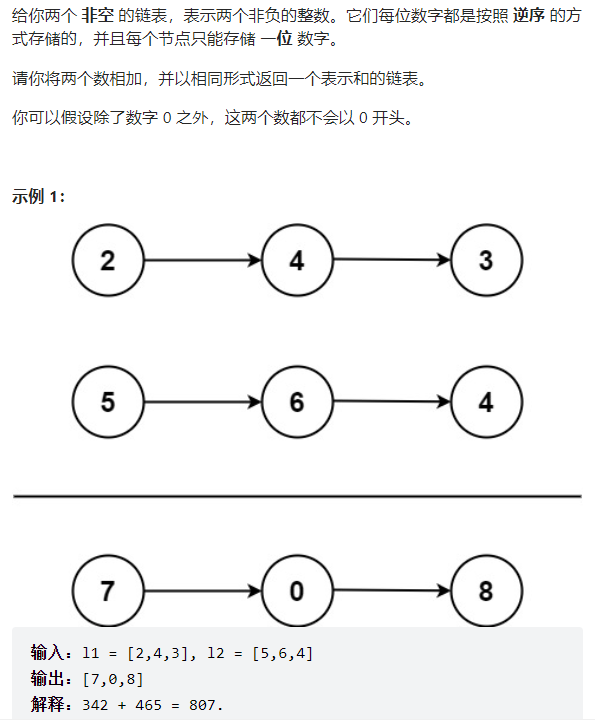 给你两个 非空 的链表，表示两个非负的整数。它们每位数字都是按照 逆序 的方
式存储的，并且每个节点只能存储 一位 数字。
请你将两个数相加，并以相同形式返回一个表示和的链表。
你可以假设除了数字 0 之外，这两个数都不会以 0 开头。
示例 1：
2 4 3
5 6 4
7 0 8
输入：l1 = [2,4,3], l2 = [5,6,4]
输出：[7,0,8]
解释：342 + 465 = 807.